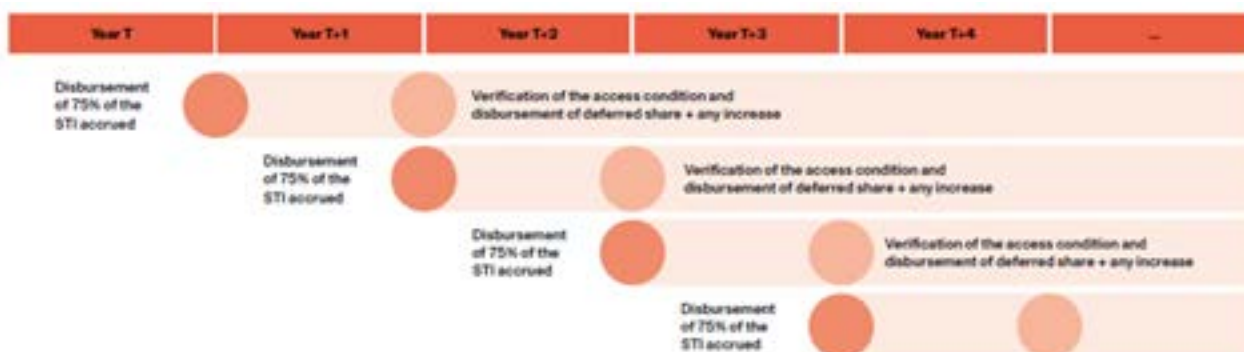 Year T Year T+1 Year T+2 Year T+3 Year T+4 ...
Disbursement
of 75% of the
STI accrued
Verification of the access condition and
disbursement of deferred share + any increase
Disbursement
of 75% of the
STI accrued
Verification of the access condition and
disbursement of deferred share + any increase
Disbursement
of 75% of the
STI accrued
Verification of the access condition and
disbursement of deferred share + any increase
Disbursement
of 75% of the
STI accrued